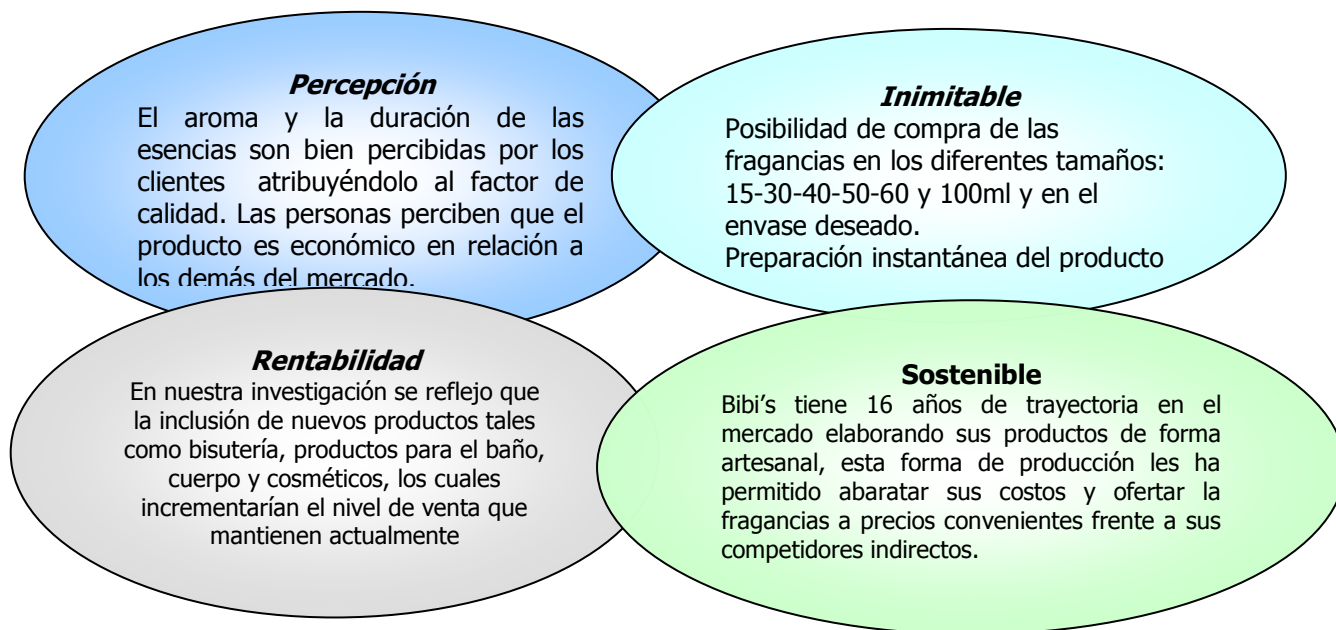 Percepción
El aroma y la duración de las
esencias son bien percibidas por los
clientes atribuyéndolo al factor de
calidad. Las personas perciben que el
producto es económico en relación a
los demás del mercado.
Inimitable
Posibilidad de compra de las
fragancias en los diferentes tamaños:
15-30-40-50-60 y 100ml y en el
envase deseado.
Preparación instantánea del producto
Rentabilidad
En nuestra investigación se reflejo que
la inclusión de nuevos productos tales
como bisutería, productos para el baño,
cuerpo y cosméticos, los cuales
incrementarían el nivel de venta que
mantienen actualmente
Sostenible
Bibi’s tiene 16 años de trayectoria en el
mercado elaborando sus productos de forma
artesanal, esta forma de producción les ha
permitido abaratar sus costos y ofertar la
fragancias a precios convenientes frente a sus
competidores indirectos.